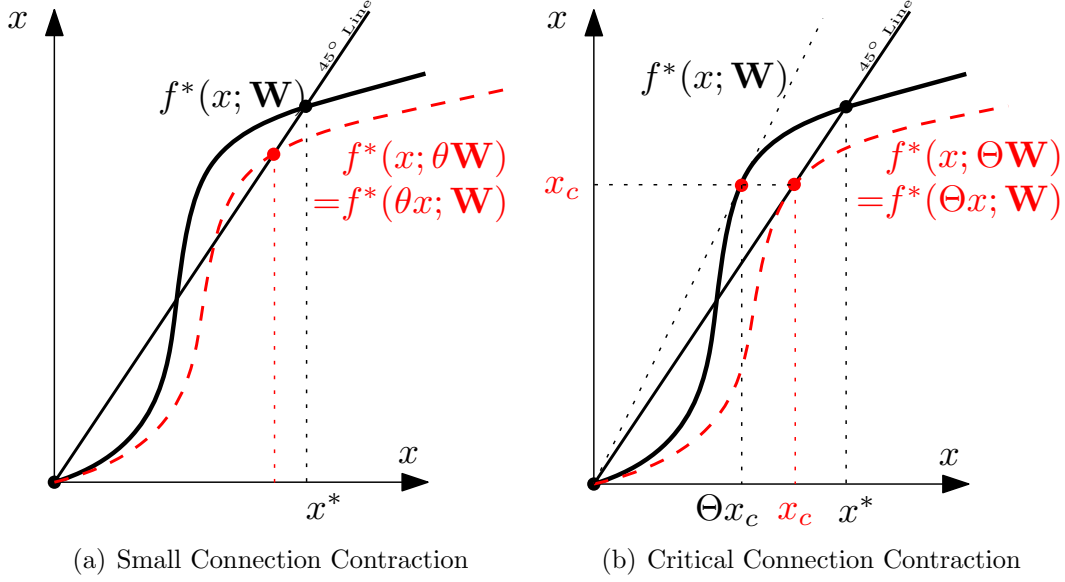 x
45° Line
f*(x; W)
f*(x; θW)
=f*(θx; W)
x
x*
(a) Small Connection Contraction
x
45° Line
f*(x; W)
f*(x; ΘW)
x_c
=f*(Θx; W)
x
Θx_c x_c x*
(b) Critical Connection Contraction